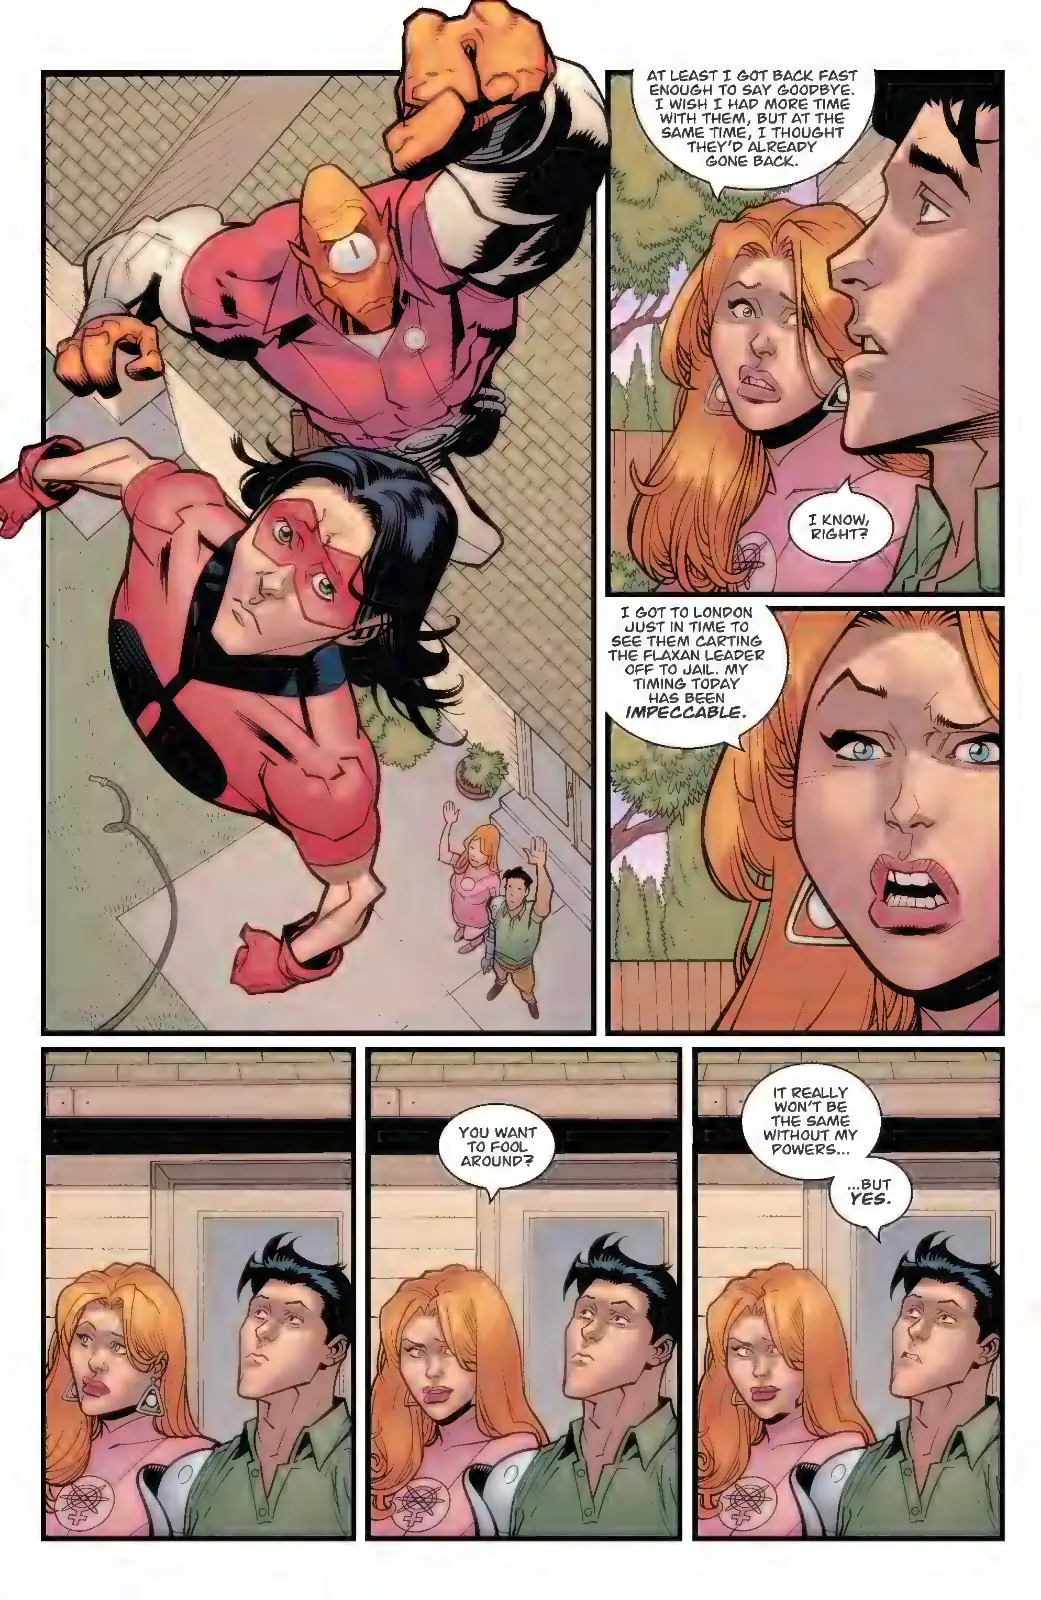 AT LEAST I GOT BACK FAST
ENOUGH TO SAY GOODBYE.
I WISH I HAD MORE TIME
WITH THEM, BUT AT THE
SAME TIME, I THOUGHT
THEY'D ALREADY
GONE BACK.
I KNOW,
RIGHT?
I GOT TO LONDON
JUST IN TIME TO
SEE THEM CARTING
THE FLAXAN LEADER
OFF TO JAIL. MY
TIMING TODAY
HAS BEEN
IMPECCABLE.
YOU WANT
TO FOOL
AROUND?
IT REALLY
WON'T BE
THE SAME
WITHOUT MY
POWERS...
...BUT
YES.